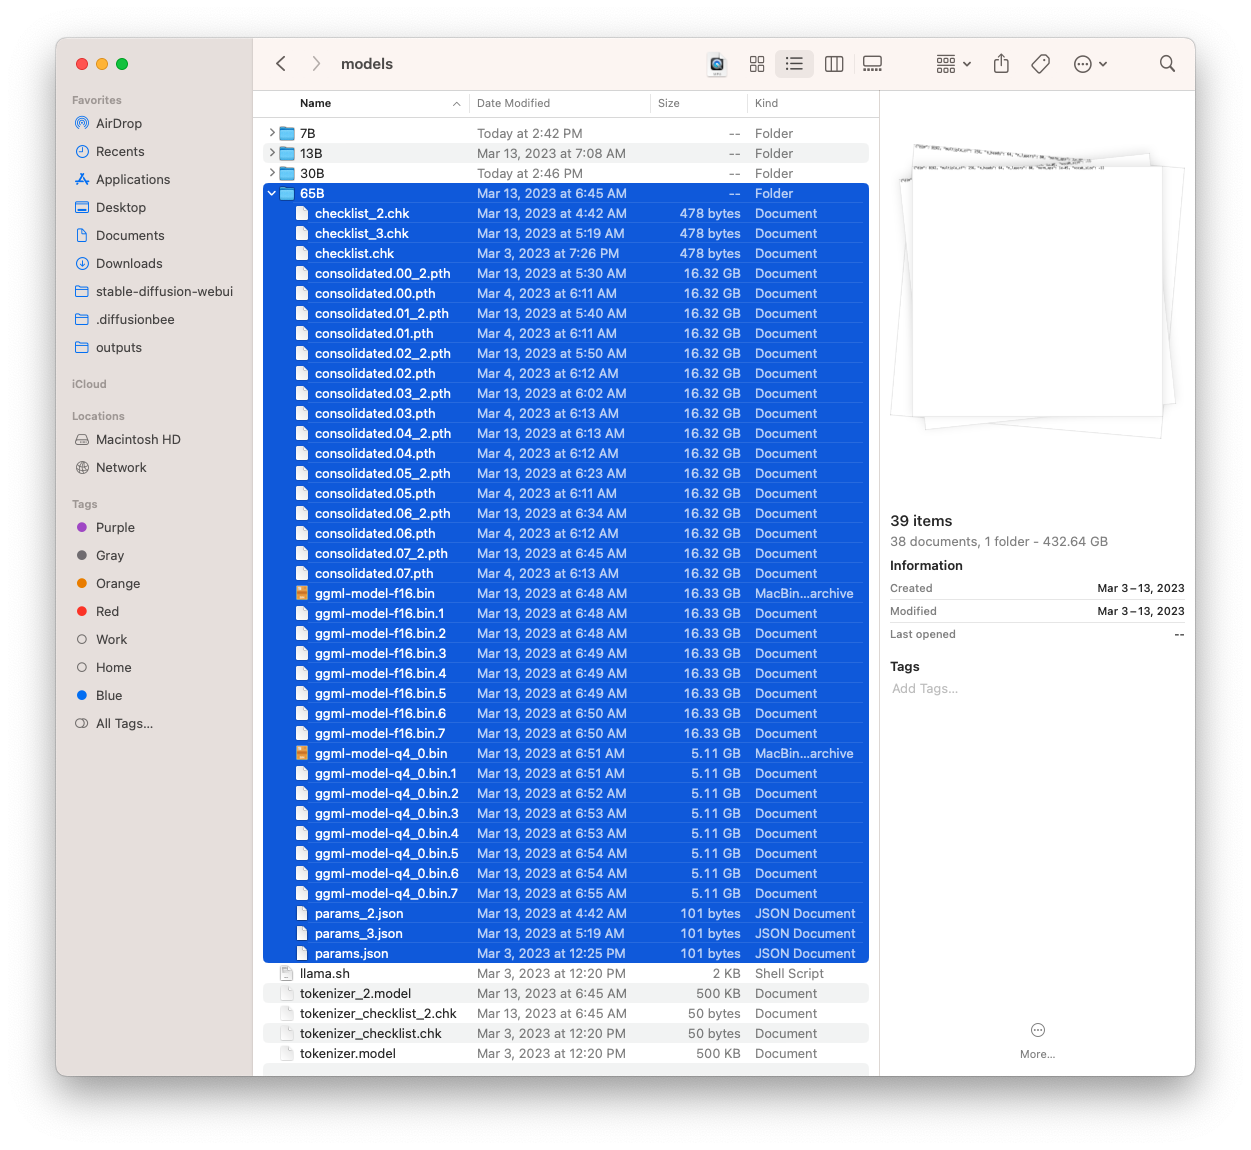 models
Favorites
AirDrop
Recents
Applications
Desktop
Documents
Downloads
stable-diffusion-webui
.diffusionbee
outputs
iCloud
Locations
Macintosh HD
Network
Tags
Purple
Gray
Orange
Red
Work
Home
Blue
All Tags...
Name Date Modified Size Kind
7B Today at 2:42 PM -- Folder
13B Mar 13, 2023 at 7:08 AM -- Folder
30B Today at 2:46 PM -- Folder
65B Mar 13, 2023 at 6:45 AM -- Folder
checklist_2.chk Mar 13, 2023 at 4:42 AM 478 bytes Document
checklist_3.chk Mar 13, 2023 at 5:19 AM 478 bytes Document
checklist.chk Mar 3, 2023 at 7:26 PM 478 bytes Document
consolidated.00_2.pth Mar 13, 2023 at 5:30 AM 16.32 GB Document
consolidated.00.pth Mar 4, 2023 at 6:11 AM 16.32 GB Document
consolidated.01_2.pth Mar 13, 2023 at 5:40 AM 16.32 GB Document
consolidated.01.pth Mar 4, 2023 at 6:11 AM 16.32 GB Document
consolidated.02_2.pth Mar 13, 2023 at 5:50 AM 16.32 GB Document
consolidated.02.pth Mar 4, 2023 at 6:12 AM 16.32 GB Document
consolidated.03_2.pth Mar 13, 2023 at 6:02 AM 16.32 GB Document
consolidated.03.pth Mar 4, 2023 at 6:13 AM 16.32 GB Document
consolidated.04_2.pth Mar 13, 2023 at 6:13 AM 16.32 GB Document
consolidated.04.pth Mar 4, 2023 at 6:12 AM 16.32 GB Document
consolidated.05_2.pth Mar 13, 2023 at 6:23 AM 16.32 GB Document
consolidated.05.pth Mar 4, 2023 at 6:11 AM 16.32 GB Document
consolidated.06_2.pth Mar 13, 2023 at 6:34 AM 16.32 GB Document
consolidated.06.pth Mar 4, 2023 at 6:12 AM 16.32 GB Document
consolidated.07_2.pth Mar 13, 2023 at 6:45 AM 16.32 GB Document
consolidated.07.pth Mar 4, 2023 at 6:13 AM 16.32 GB Document
ggml-model-f16.bin Mar 13, 2023 at 6:48 AM 16.33 GB MacBin...archive
ggml-model-f16.bin.1 Mar 13, 2023 at 6:48 AM 16.33 GB Document
ggml-model-f16.bin.2 Mar 13, 2023 at 6:48 AM 16.33 GB Document
ggml-model-f16.bin.3 Mar 13, 2023 at 6:49 AM 16.33 GB Document
ggml-model-f16.bin.4 Mar 13, 2023 at 6:49 AM 16.33 GB Document
ggml-model-f16.bin.5 Mar 13, 2023 at 6:49 AM 16.33 GB Document
ggml-model-f16.bin.6 Mar 13, 2023 at 6:50 AM 16.33 GB Document
ggml-model-f16.bin.7 Mar 13, 2023 at 6:50 AM 16.33 GB Document
ggml-model-q4_0.bin Mar 13, 2023 at 6:51 AM 5.11 GB MacBin...archive
ggml-model-q4_0.bin.1 Mar 13, 2023 at 6:51 AM 5.11 GB Document
ggml-model-q4_0.bin.2 Mar 13, 2023 at 6:52 AM 5.11 GB Document
ggml-model-q4_0.bin.3 Mar 13, 2023 at 6:53 AM 5.11 GB Document
ggml-model-q4_0.bin.4 Mar 13, 2023 at 6:53 AM 5.11 GB Document
ggml-model-q4_0.bin.5 Mar 13, 2023 at 6:54 AM 5.11 GB Document
ggml-model-q4_0.bin.6 Mar 13, 2023 at 6:54 AM 5.11 GB Document
ggml-model-q4_0.bin.7 Mar 13, 2023 at 6:55 AM 5.11 GB Document
params_2.json Mar 13, 2023 at 4:42 AM 101 bytes JSON Document
params_3.json Mar 13, 2023 at 5:19 AM 101 bytes JSON Document
params.json Mar 3, 2023 at 12:25 PM 101 bytes JSON Document
llama.sh Mar 3, 2023 at 12:20 PM 2 KB Shell Script
tokenizer_2.model Mar 13, 2023 at 6:45 AM 500 KB Document
tokenizer_checklist_2.chk Mar 13, 2023 at 6:45 AM 50 bytes Document
tokenizer_checklist.chk Mar 3, 2023 at 12:20 PM 50 bytes Document
tokenizer.model Mar 3, 2023 at 12:20 PM 500 KB Document
39 items
38 documents, 1 folder - 432.64 GB
Information
Created Mar 3–13, 2023
Modified Mar 3–13, 2023
Last opened --
Tags
Add Tags...
More...